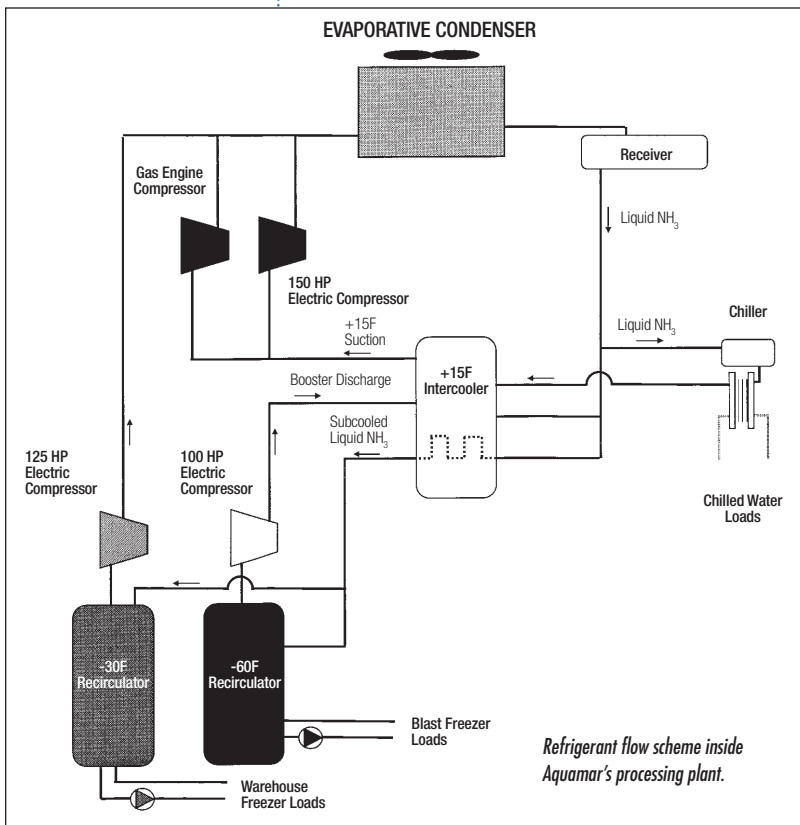 EVAPORATIVE CONDENSER
Receiver
Gas Engine
Compressor
Liquid NH3
150 HP
Electric Compressor
+15F
Suction
Liquid NH3
Chiller
+15F
Intercooler
Booster Discharge
Subcooled
Liquid NH3
125 HP
Electric
Compressor
100 HP
Electric
Compressor
Chilled Water
Loads
-30F
Recirculator
-60F
Recirculator
Blast Freezer
Loads
Warehouse
Freezer Loads
Refrigerant flow scheme inside
Aquamar's processing plant.